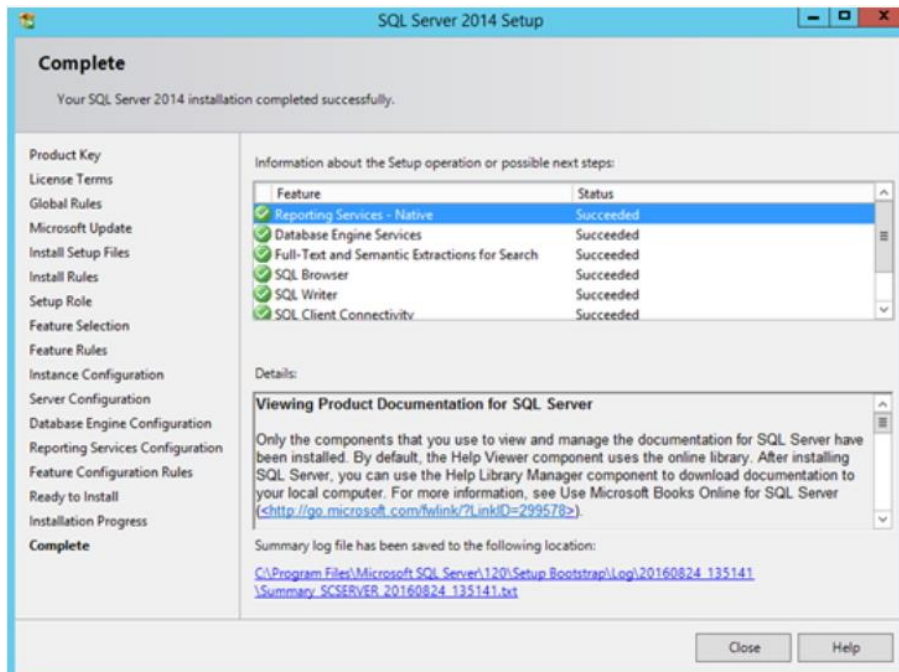 SQL Server 2014 Setup
Complete
Your SQL Server 2014 installation completed successfully.
Product Key
License Terms
Global Rules
Microsoft Update
Install Setup Files
Install Rules
Setup Role
Feature Selection
Feature Rules
Instance Configuration
Server Configuration
Database Engine Configuration
Reporting Services Configuration
Feature Configuration Rules
Ready to Install
Installation Progress
Complete
Information about the Setup operation or possible next steps:
Feature Status
Reporting Services - Native Succeeded
Database Engine Services Succeeded
Full-Text and Semantic Extractions for Search Succeeded
SQL Browser Succeeded
SQL Writer Succeeded
SQL Client Connectivity Succeeded
Details:
Viewing Product Documentation for SQL Server
Only the components that you use to view and manage the documentation for SQL Server have
been installed. By default, the Help Viewer component uses the online library. After installing
SQL Server, you can use the Help Library Manager component to download documentation to
your local computer. For more information, see Use Microsoft Books Online for SQL Server
(<http://go.microsoft.com/fwlink/?LinkID=299578>).
Summary log file has been saved to the following location:
C:\Program Files\Microsoft SQL Server\120\Setup Bootstrap\Log\20160824_135141
\Summary_SCSERVER_20160824_135141.txt
Close Help